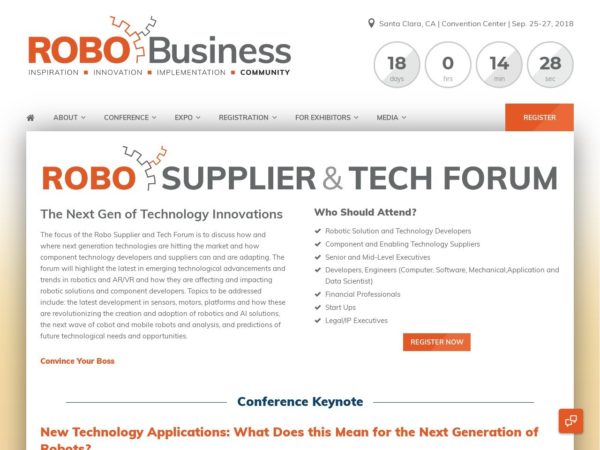 ROBO Business
INSPIRATION ■ INNOVATION ■ IMPLEMENTATION ■ COMMUNITY
Santa Clara, CA | Convention Center | Sep. 25-27, 2018
18 0 14 28
days hrs min sec
ABOUT CONFERENCE EXPO REGISTRATION FOR EXHIBITORS MEDIA REGISTER
ROBO SUPPLIER & TECH FORUM
The Next Gen of Technology Innovations
The focus of the Robo Supplier and Tech Forum is to discuss how and
where next generation technologies are hitting the market and how
component technology developers and suppliers can and are adapting. The
forum will highlight the latest in emerging technological advancements and
trends in robotics and AR/VR and how they are affecting and impacting
robotic solutions and component developers. Topics to be addressed
include: the latest development in sensors, motors, platforms and how these
are revolutionizing the creation and adoption of robotics and AI solutions,
the next wave of cobot and mobile robots and analysis, and predictions of
future technological needs and opportunities.
Convince Your Boss
Who Should Attend?
Robotic Solution and Technology Developers
Component and Enabling Technology Suppliers
Senior and Mid-Level Executives
Developers, Engineers (Computer, Software, Mechanical,Application and
Data Scientist)
Financial Professionals
Start Ups
Legal/IP Executives
REGISTER NOW
Conference Keynote
New Technology Applications: What Does this Mean for the Next Generation of
Robots?